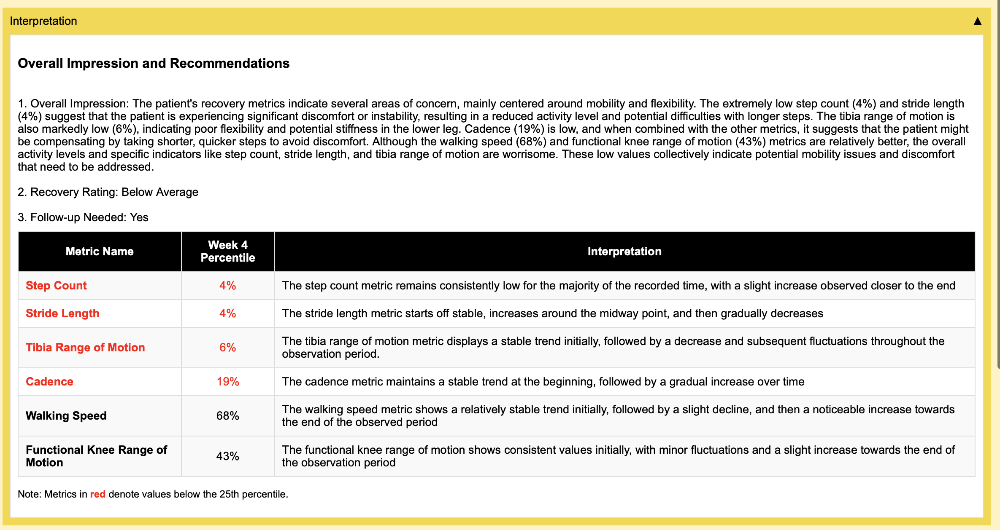 Interpretation
▲
Overall Impression and Recommendations
1. Overall Impression: The patient's recovery metrics indicate several areas of concern, mainly centered around mobility and flexibility. The extremely low step count (4%) and stride length
(4%) suggest that the patient is experiencing significant discomfort or instability, resulting in a reduced activity level and potential difficulties with longer steps. The tibia range of motion is
also markedly low (6%), indicating poor flexibility and potential stiffness in the lower leg. Cadence (19%) is low, and when combined with the other metrics, it suggests that the patient might
be compensating by taking shorter, quicker steps to avoid discomfort. Although the walking speed (68%) and functional knee range of motion (43%) metrics are relatively better, the overall
activity levels and specific indicators like step count, stride length, and tibia range of motion are worrisome. These low values collectively indicate potential mobility issues and discomfort
that need to be addressed.
2. Recovery Rating: Below Average
3. Follow-up Needed: Yes
Metric Name
Week 4
Percentile
Interpretation
Step Count
4%
The step count metric remains consistently low for the majority of the recorded time, with a slight increase observed closer to the end
Stride Length
4%
The stride length metric starts off stable, increases around the midway point, and then gradually decreases
Tibia Range of Motion
6%
The tibia range of motion metric displays a stable trend initially, followed by a decrease and subsequent fluctuations throughout the
observation period.
Cadence
19%
The cadence metric maintains a stable trend at the beginning, followed by a gradual increase over time
Walking Speed
68%
The walking speed metric shows a relatively stable trend initially, followed by a slight decline, and then a noticeable increase towards
the end of the observed period
Functional Knee Range of
Motion
43%
The functional knee range of motion shows consistent values initially, with minor fluctuations and a slight increase towards the end of
the observation period
Note: Metrics in red denote values below the 25th percentile.